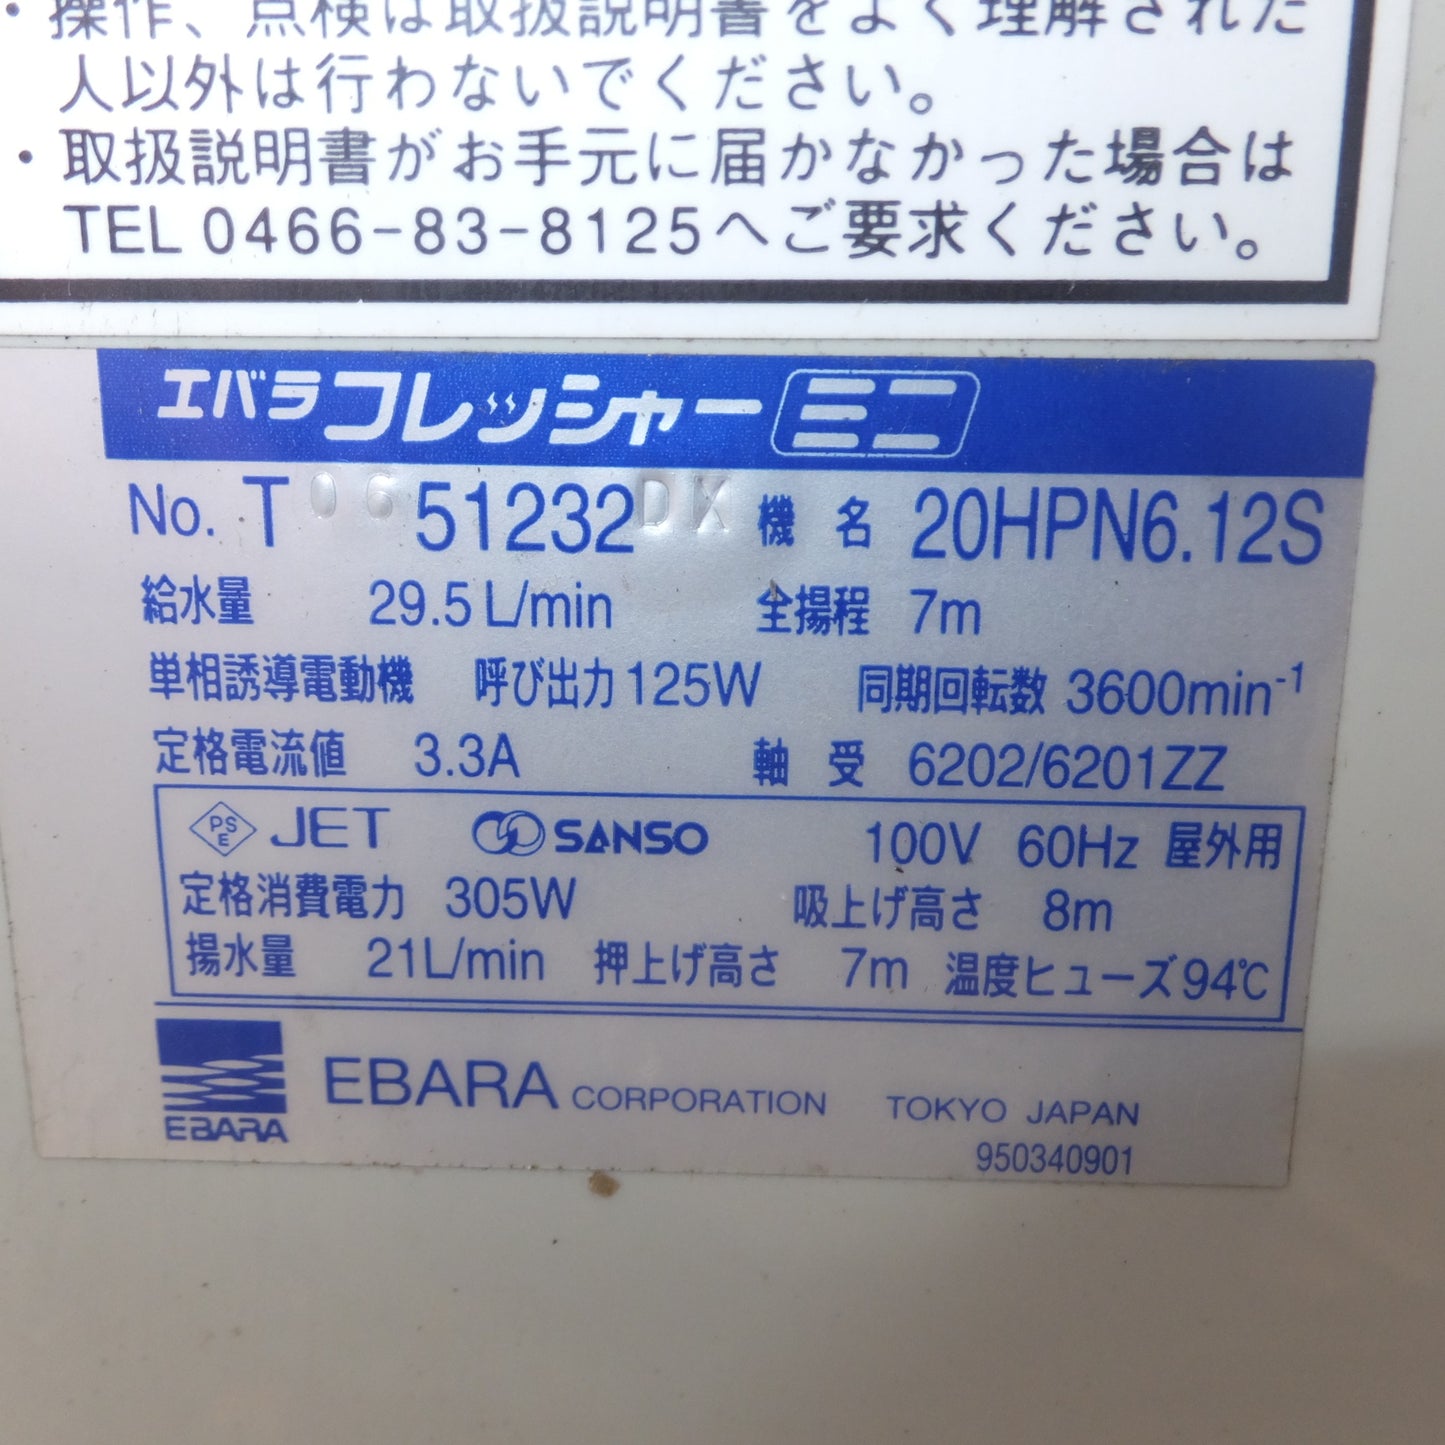 ・操作、点検は取扱説明書をよく理解された
人以外は行わないでください。
・取扱説明書がお手元に届かなかった場合は
TEL 0466-83-8125へご要求ください。
エバラ フレッシャー ミニ
No. T 06 51232 DK 機名 20HPN6.12S
給水量 29.5 L/min 全揚程 7m
単相誘導電動機 呼び出力 125W 同期回転数 3600min⁻¹
定格電流値 3.3A 軸受 6202/6201ZZ
PSE JET SANSO 100V 60Hz 屋外用
定格消費電力 305W 吸上げ高さ 8m
揚水量 21L/min 押上げ高さ 7m 温度ヒューズ94℃
EBARA EBARA CORPORATION TOKYO JAPAN
950340901